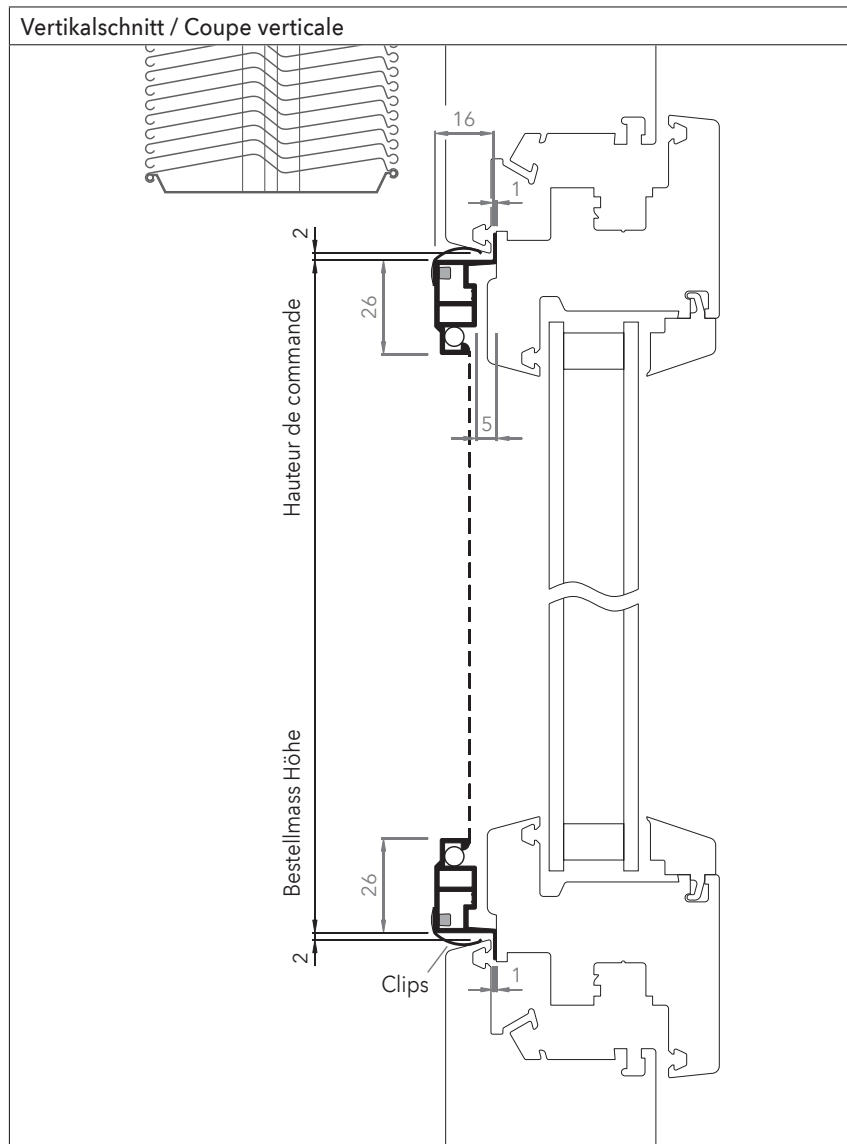 Vertikalschnitt / Coupe verticale
16
1
2
26
5
Hauteur de commande
Bestellmass Höhe
26
2
Clips
1